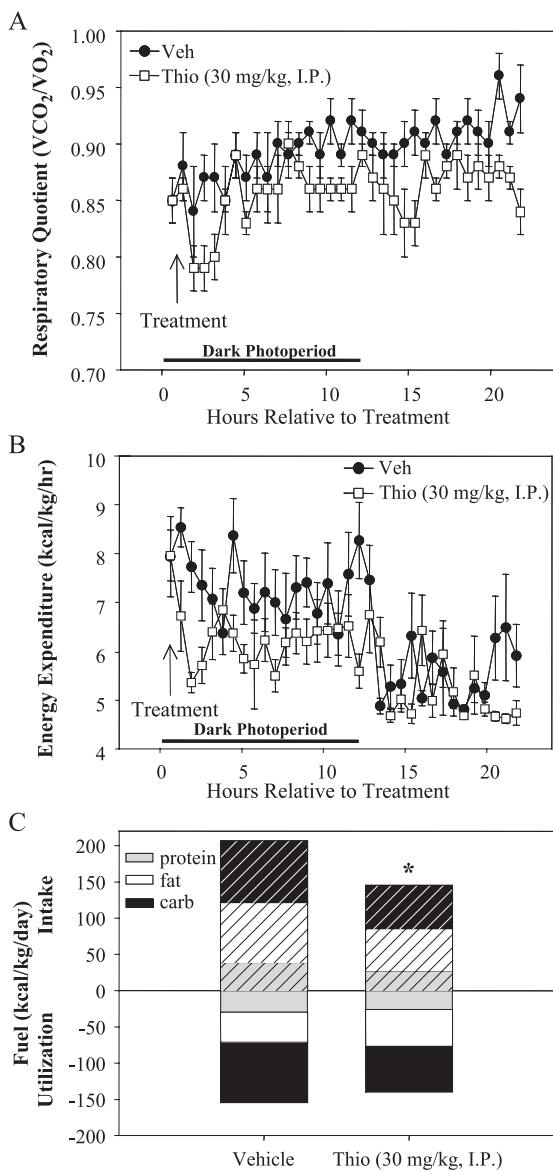 A
Respiratory Quotient (VCO2/VO2)
1.00
0.95
0.90
0.85
0.80
0.75
0.70
Veh
Thio (30 mg/kg, I.P.)
Treatment
Dark Photoperiod
0
5
10
15
20
Hours Relative to Treatment
B
Energy Expenditure (kcal/kg/hr)
10
9
8
7
6
5
4
Veh
Thio (30 mg/kg, I.P.)
Treatment
Dark Photoperiod
0
5
10
15
20
Hours Relative to Treatment
C
Fuel (kcal/kg/day)
Utilization
Intake
200
150
100
50
0
-50
-100
-150
-200
protein
fat
carb
*
Vehicle
Thio (30 mg/kg, I.P.)